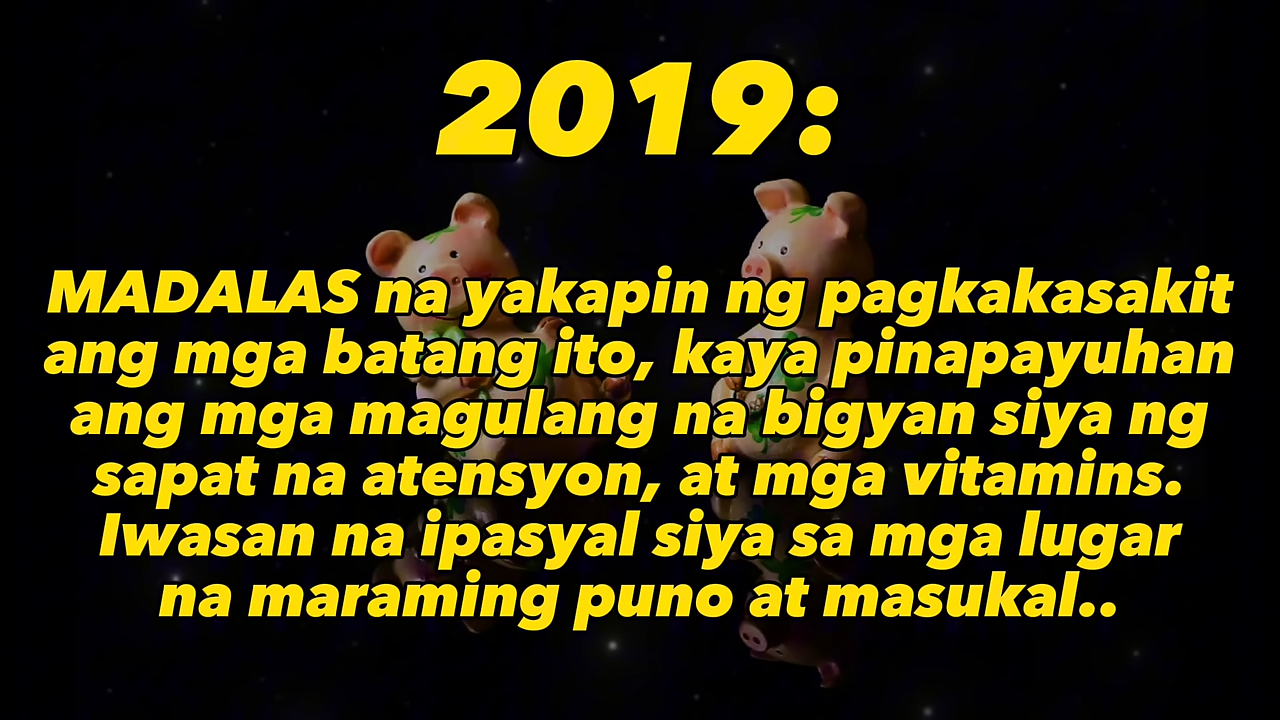 2019:
MADALAS na yakapin ng pagkakasakit
ang mga batang ito, kaya pinapayuhan
ang mga magulang na bigyan siya ng
sapat na atensyon, at mga vitamins.
Iwasan na ipasyal siya sa mga lugar
na maraming puno at masukal..